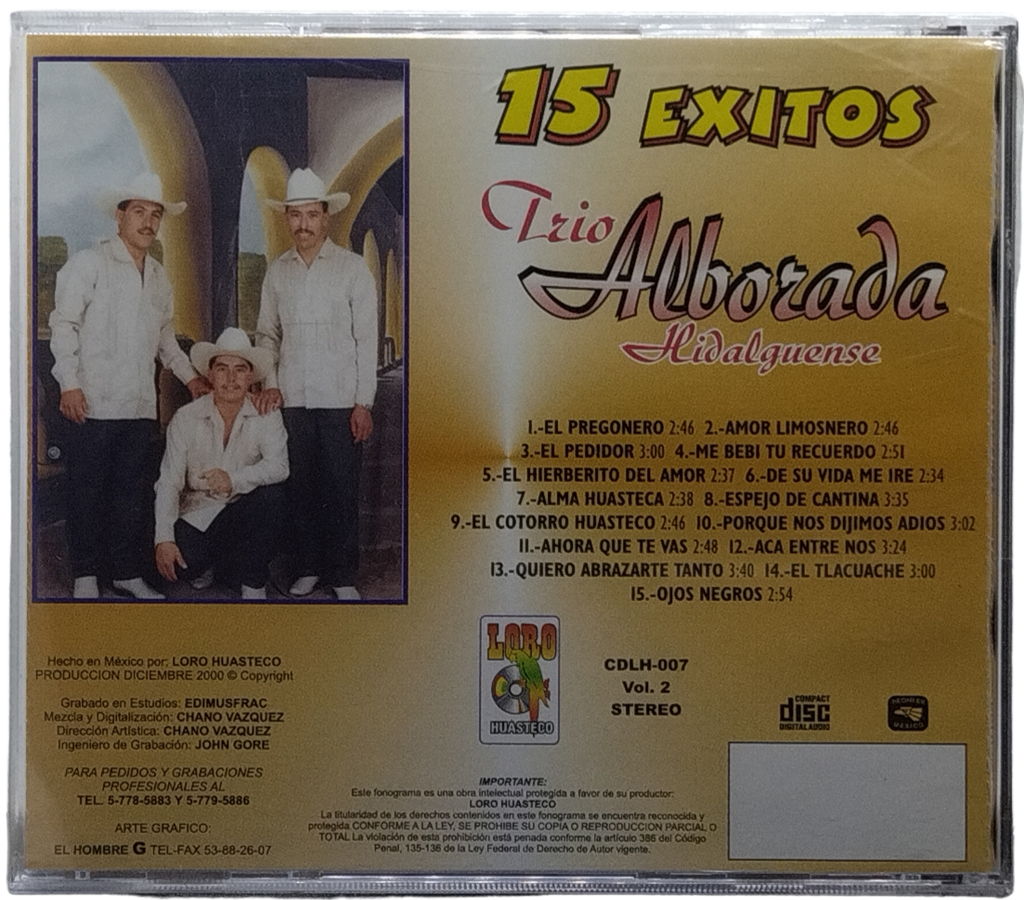 15 EXITOS
Trio Alborada
Hidalguense
1.-EL PREGONERO 2:46 2.-AMOR LIMOSNERO 2:46
3.-EL PEDIDOR 3:00 4.-ME BEBI TU RECUERDO 2:51
5.-EL HIERBERITO DEL AMOR 2:37 6.-DE SU VIDA ME IRE 2:34
7.-ALMA HUASTECA 2:38 8.-ESPEJO DE CANTINA 3:35
9.-EL COTORRO HUASTECO 2:46 10.-PORQUE NOS DIJIMOS ADIOS 3:02
11.-AHORA QUE TE VAS 2:48 12.-ACA ENTRE NOS 3:24
13.-QUIERO ABRAZARTE TANTO 3:40 14.-EL TLACUACHE 3:00
15.-OJOS NEGROS 2:54
Hecho en México por: LORO HUASTECO
PRODUCCION DICIEMBRE 2000 © Copyright
Grabado en Estudios: EDIMUSFRAC
Mezcla y Digitalización: CHANO VAZQUEZ
Dirección Artística: CHANO VAZQUEZ
Ingeniero de Grabación: JOHN GORE
PARA PEDIDOS Y GRABACIONES
PROFESIONALES AL
TEL. 5-778-5883 Y 5-779-5886
ARTE GRAFICO:
EL HOMBRE G TEL-FAX 53-88-26-07
LORO
HUASTECO
CDLH-007
Vol. 2
STEREO
COMPACT
disc
DIGITAL AUDIO
HECHO EN
MEXICO
IMPORTANTE:
Este fonograma es una obra intelectual protegida a favor de su productor:
LORO HUASTECO
La titularidad de los derechos contenidos en este fonograma se encuentra reconocida y
protegida CONFORME A LA LEY, SE PROHIBE SU COPIA O REPRODUCCION PARCIAL O
TOTAL La violación de esta prohibición está penada conforme la artículo 386 del Código
Penal, 135-136 de la Ley Federal de Derecho de Autor vigente.